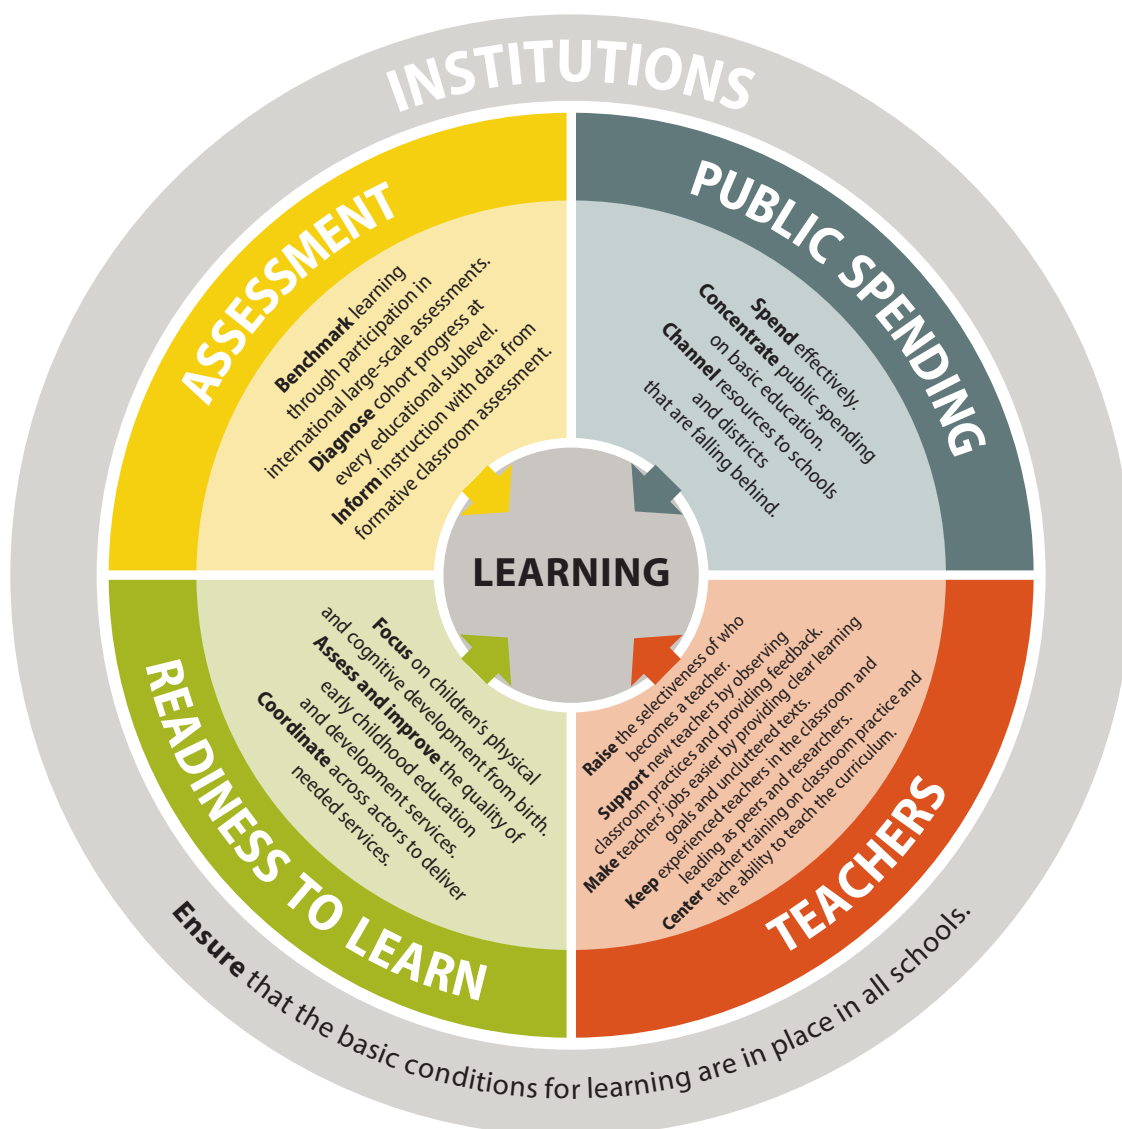 INSTITUTIONS
ASSESSMENT
Benchmark learning
through participation in
international large-scale assessments.
Diagnose cohort progress at
every educational sublevel.
Inform instruction with data from
formative classroom assessment.
PUBLIC SPENDING
Spend effectively.
Concentrate public spending
on basic education.
Channel resources to schools
and districts
that are falling behind.
LEARNING
READINESS TO LEARN
Focus on children's physical
and cognitive development from birth.
Assess and improve the quality of
early childhood education
and development services.
Coordinate across actors to deliver
needed services.
TEACHERS
Raise the selectiveness of who
becomes a teacher.
Support new teachers by observing
classroom practices and providing feedback.
Make teachers' jobs easier by providing clear learning
goals and uncluttered texts.
Keep experienced teachers in the classroom and
leading as peers and researchers.
Center teacher training on classroom practice and
the ability to teach the curriculum.
Ensure that the basic conditions for learning are in place in all schools.